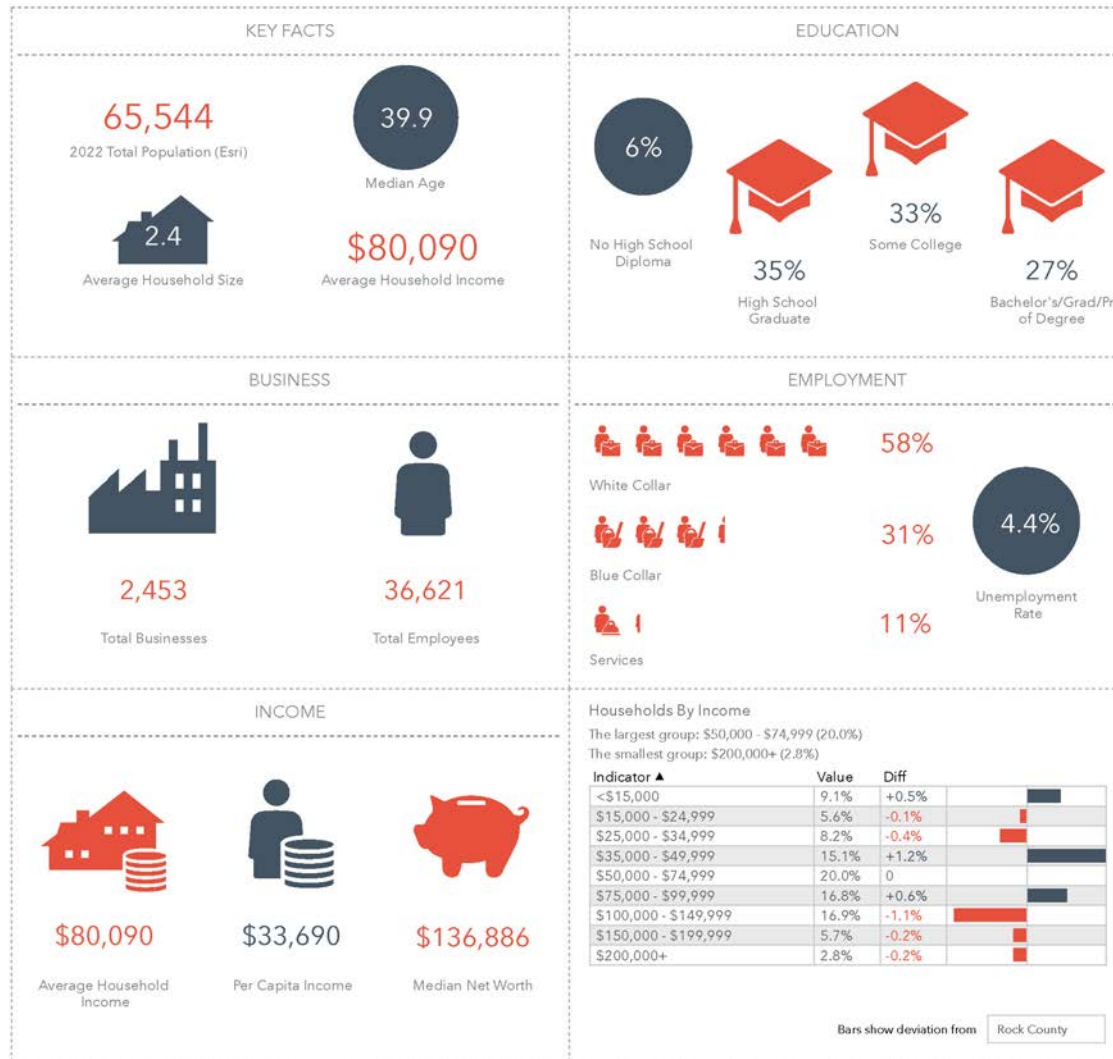 KEY FACTS
65,544
2022 Total Population (Esri)
39.9
Median Age
2.4
Average Household Size
$80,090
Average Household Income
EDUCATION
6%
No High School
Diploma
35%
High School
Graduate
33%
Some College
27%
Bachelor's/Grad/Pr
of Degree
BUSINESS
2,453
Total Businesses
36,621
Total Employees
EMPLOYMENT
58%
White Collar
31%
Blue Collar
11%
Services
4.4%
Unemployment
Rate
INCOME
$80,090
Average Household
Income
$33,690
Per Capita Income
$136,886
Median Net Worth
Households By Income
The largest group: $50,000 - $74,999 (20.0%)
The smallest group: $200,000+ (2.8%)
Indicator ▲ Value Diff
<$15,000 9.1% +0.5%
$15,000 - $24,999 5.6% -0.1%
$25,000 - $34,999 8.2% -0.4%
$35,000 - $49,999 15.1% +1.2%
$50,000 - $74,999 20.0% 0
$75,000 - $99,999 16.8% +0.6%
$100,000 - $149,999 16.9% -1.1%
$150,000 - $199,999 5.7% -0.2%
$200,000+ 2.8% -0.2%
Bars show deviation from Rock County